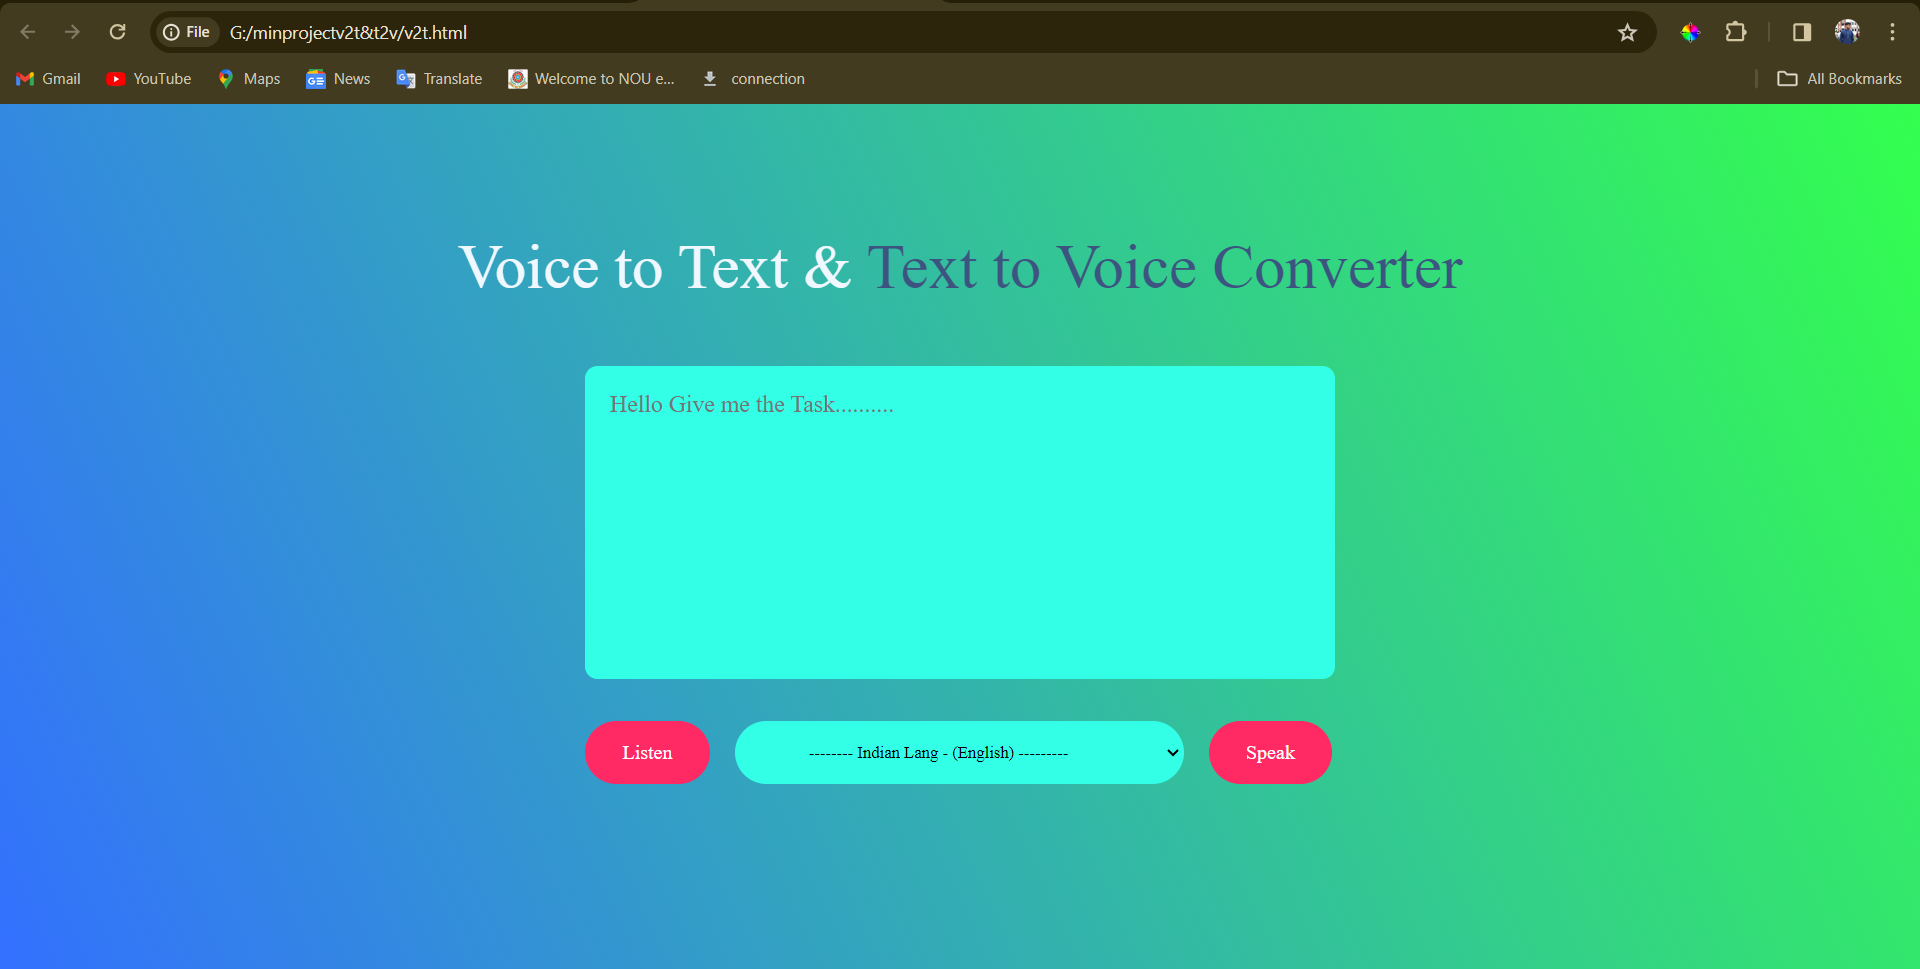 File G:/minprojectv2t&t2v/v2t.html
Gmail YouTube Maps News Translate Welcome to NOU e... connection All Bookmarks
Voice to Text & Text to Voice Converter
Hello Give me the Task..........
Listen -------- Indian Lang - (English) --------- Speak